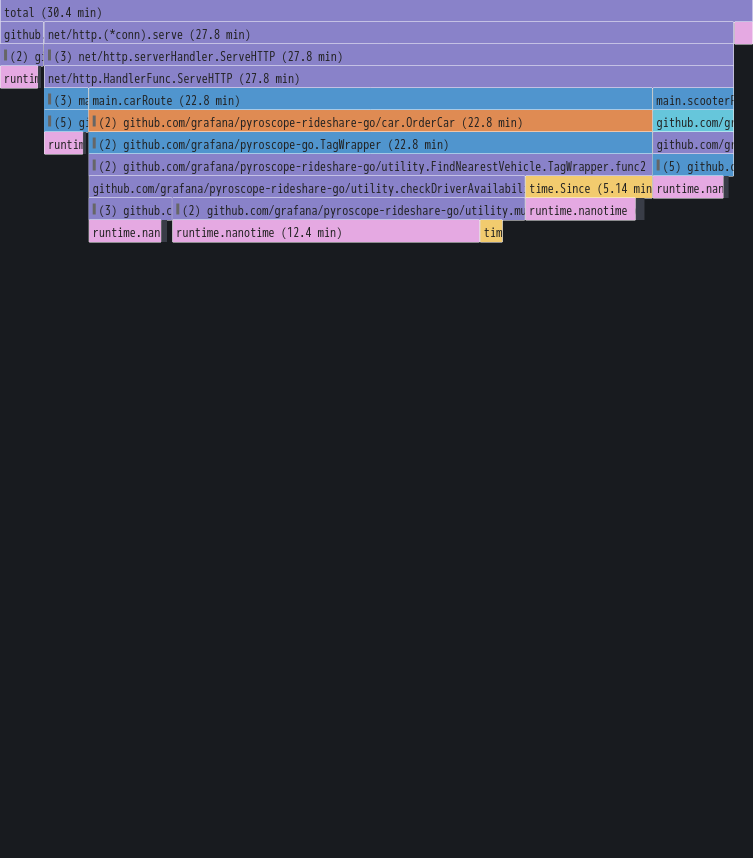 total (30.4 min)
github. net/http.(*conn).serve (27.8 min)
(2) gi (3) net/http.serverHandler.ServeHTTP (27.8 min)
runtim net/http.HandlerFunc.ServeHTTP (27.8 min)
(3) ma main.carRoute (22.8 min) main.scooterR
(5) gi (2) github.com/grafana/pyroscope-rideshare-go/car.OrderCar (22.8 min) github.com/gr
runtim (2) github.com/grafana/pyroscope-go.TagWrapper (22.8 min) github.com/gr
(2) github.com/grafana/pyroscope-rideshare-go/utility.FindNearestVehicle.TagWrapper.func2 (5) github.c
github.com/grafana/pyroscope-rideshare-go/utility.checkDriverAvailabil time.Since (5.14 min runtime.nan
(3) github.c (2) github.com/grafana/pyroscope-rideshare-go/utility.mu runtime.nanotime
runtime.nan runtime.nanotime (12.4 min) tim